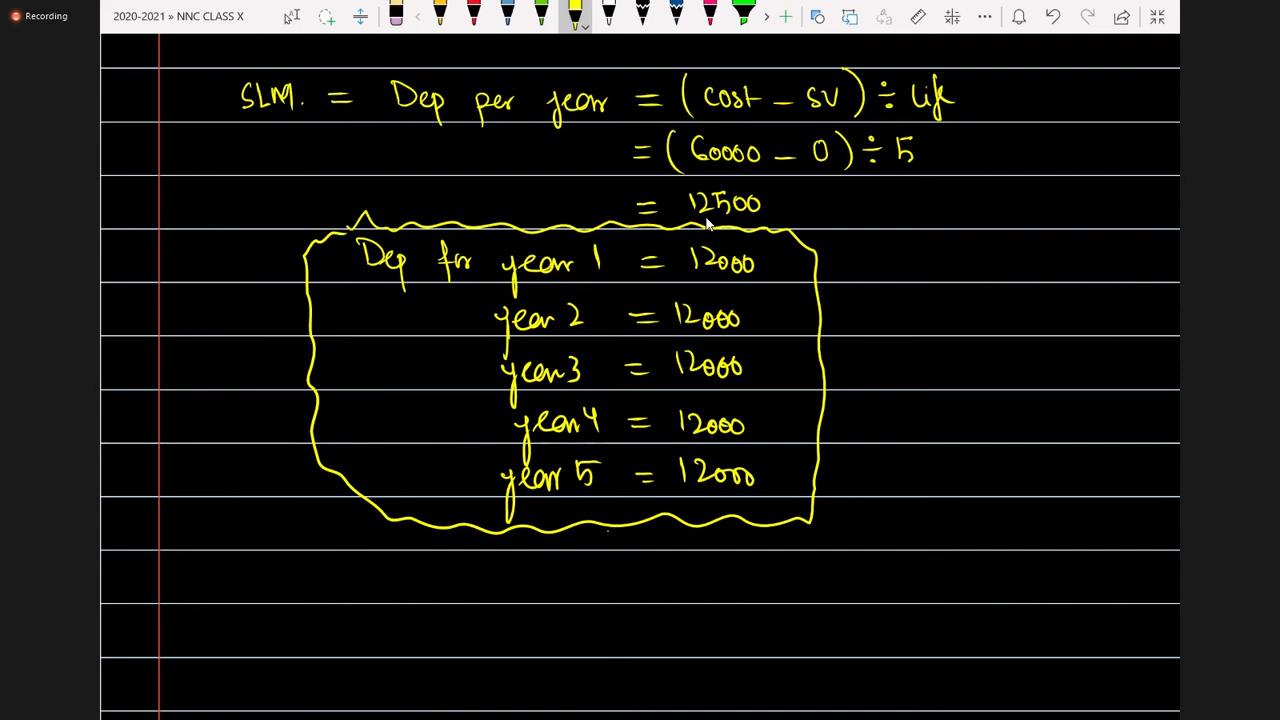 Recording
2020-2021 » NNC CLASS X
SLM. = Dep per year = (cost - SV) ÷ life
= (60000 - 0) ÷ 5
= 12500
Dep for year 1 = 12000
year 2 = 12000
year 3 = 12000
year 4 = 12000
year 5 = 12000